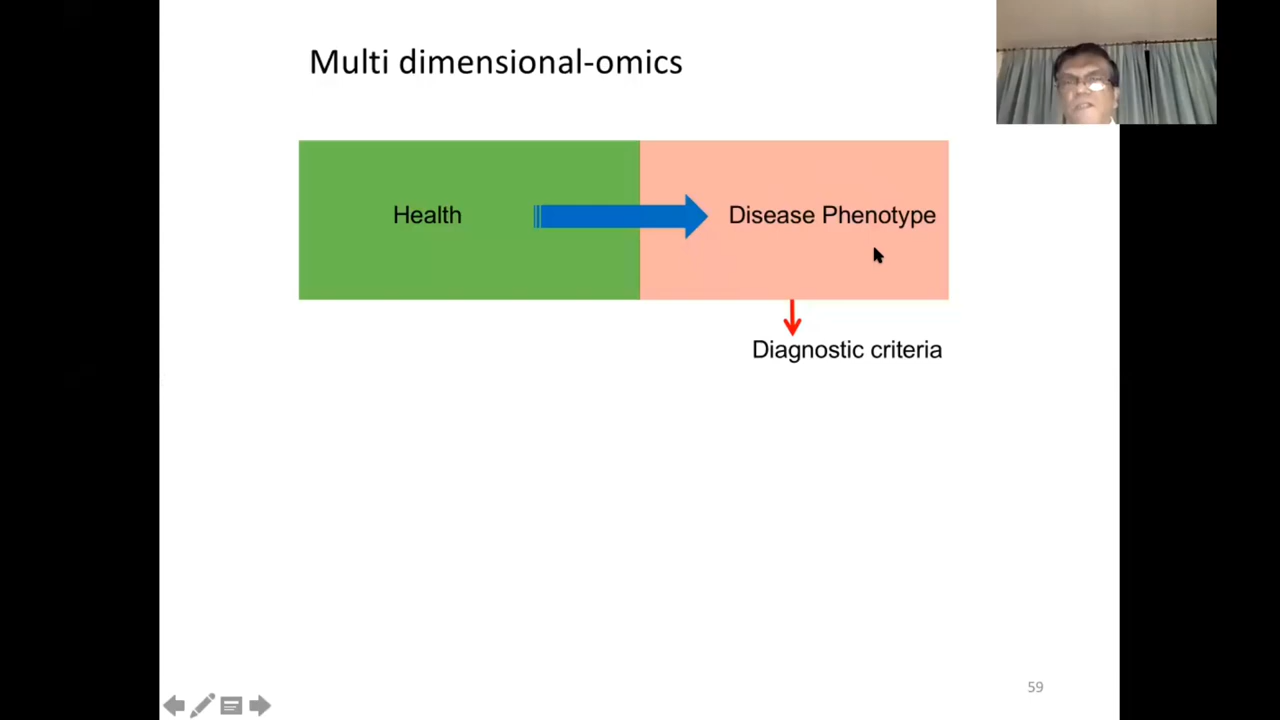 Multi dimensional-omics
Health
Disease Phenotype
Diagnostic criteria
59